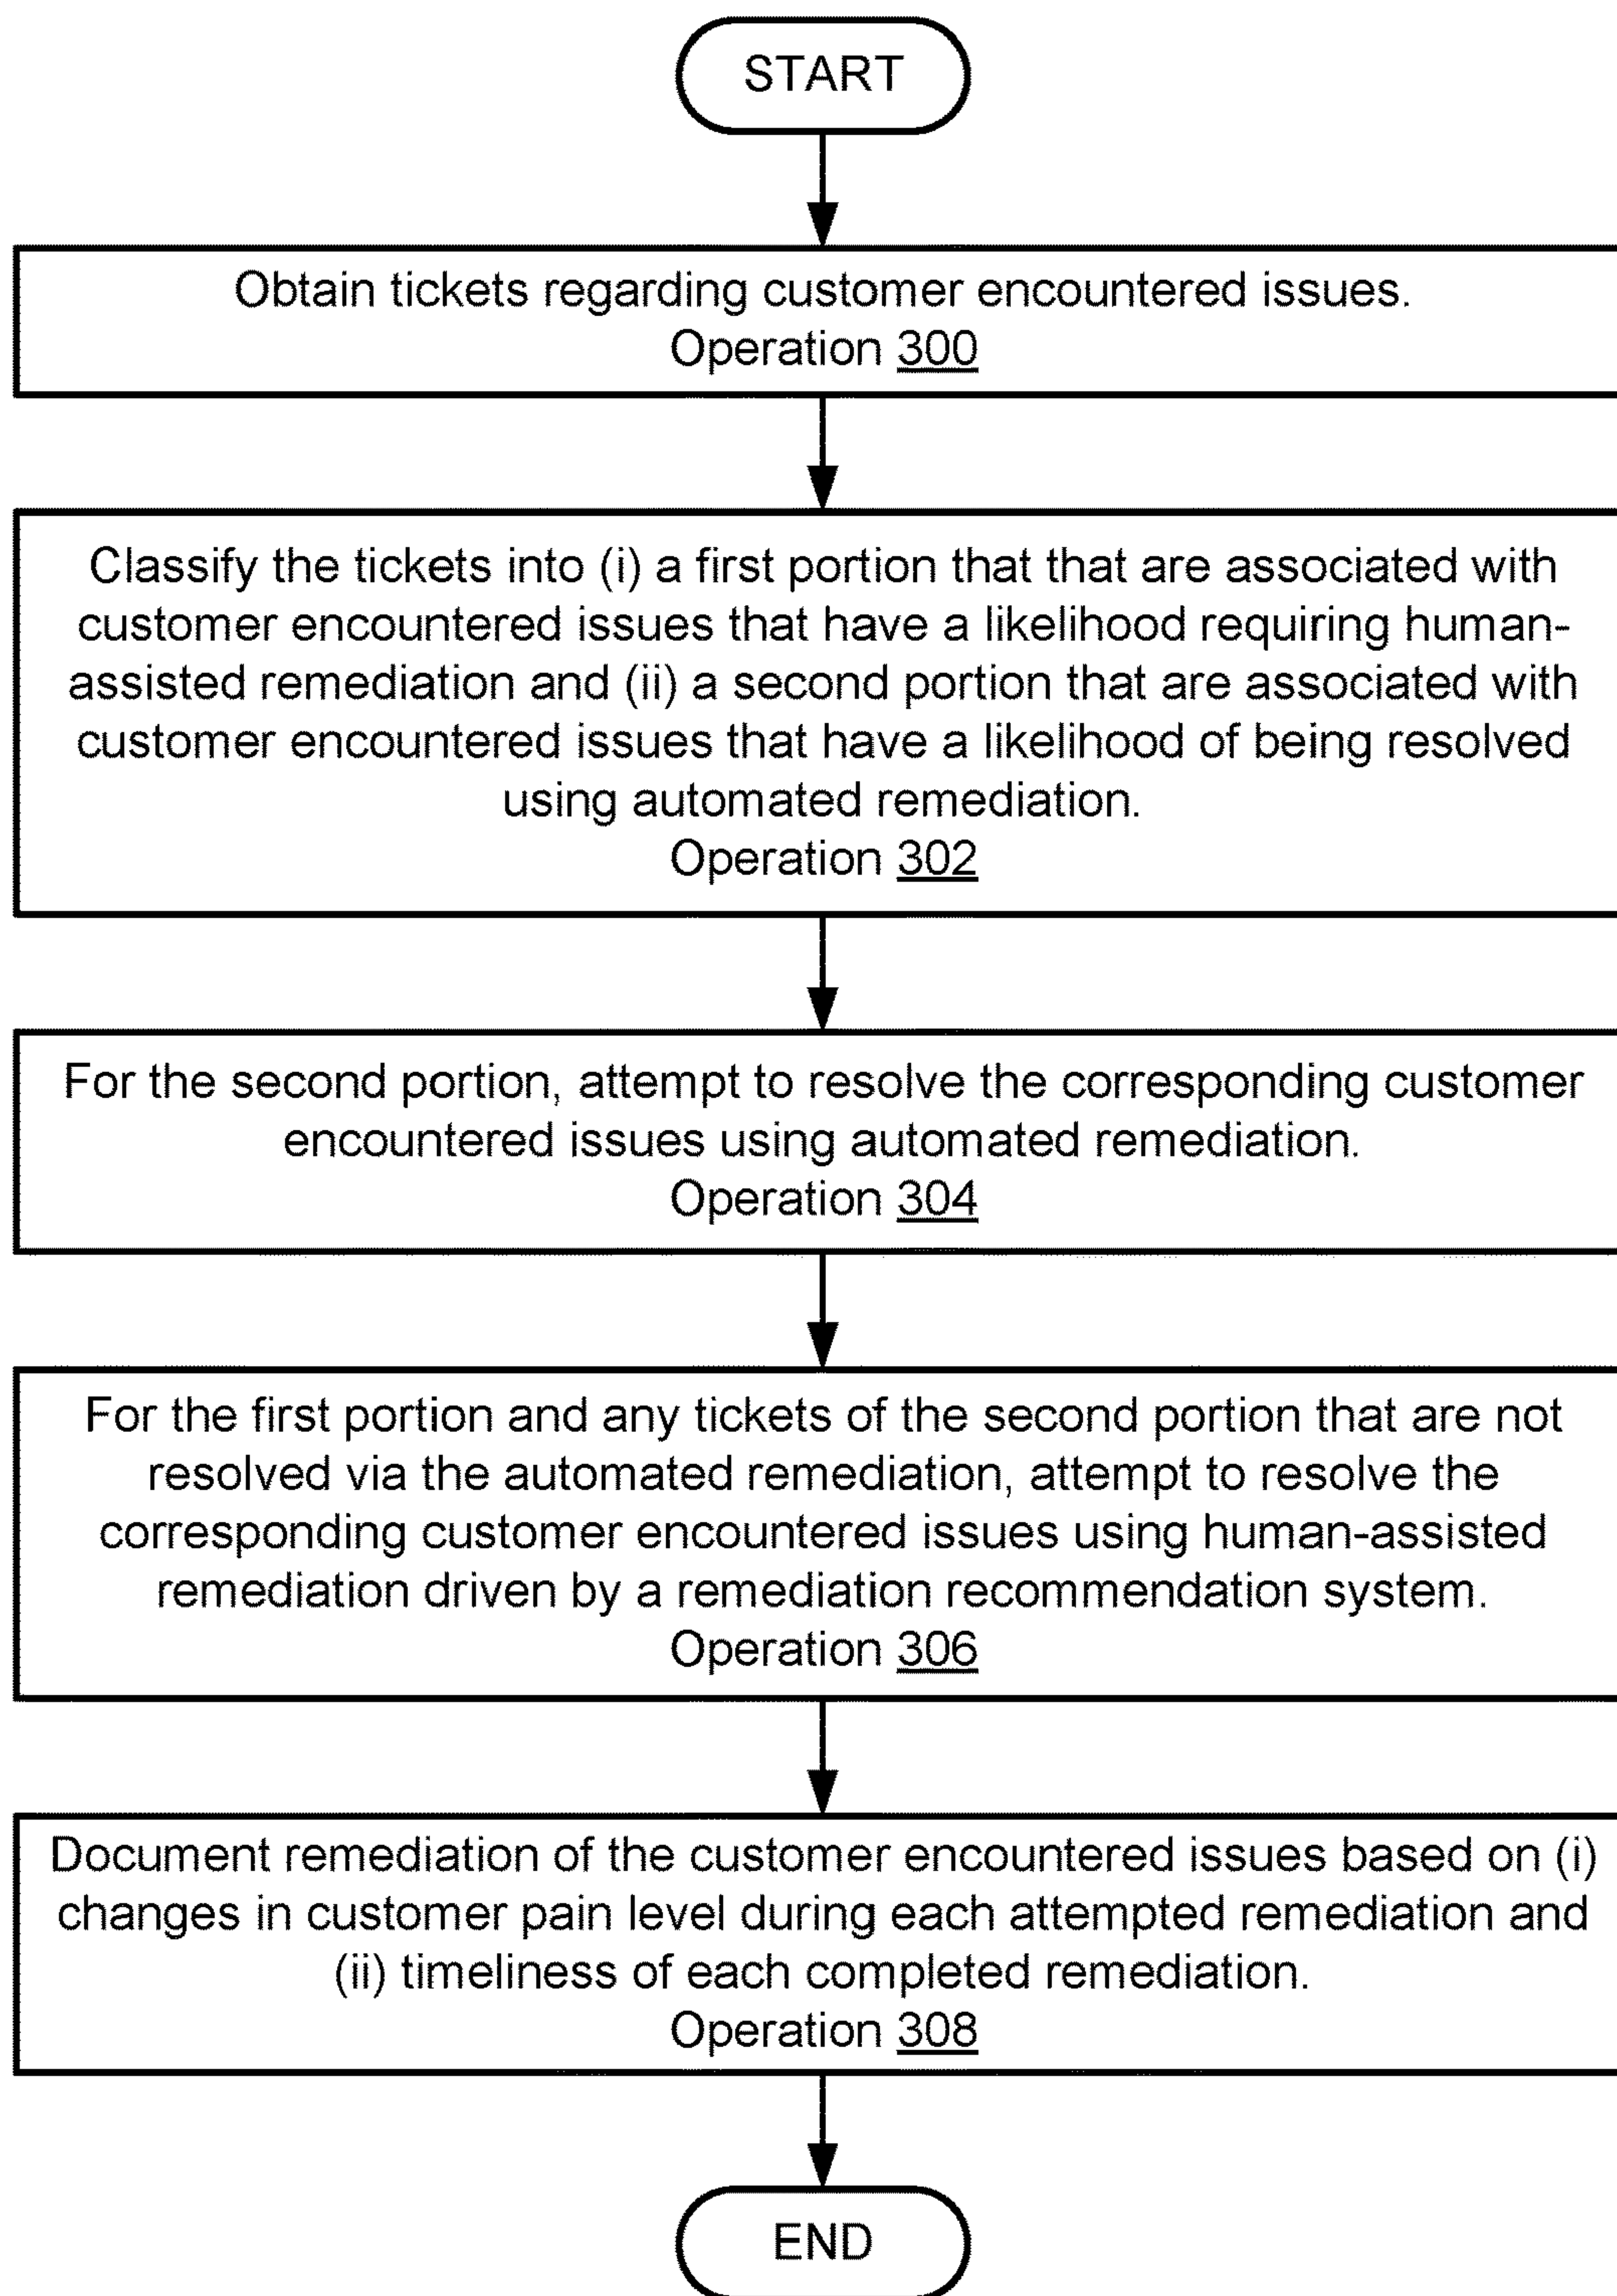 START
Obtain tickets regarding customer encountered issues.
Operation 300
Classify the tickets into (i) a first portion that that are associated with
customer encountered issues that have a likelihood requiring human-
assisted remediation and (ii) a second portion that are associated with
customer encountered issues that have a likelihood of being resolved
using automated remediation.
Operation 302
For the second portion, attempt to resolve the corresponding customer
encountered issues using automated remediation.
Operation 304
For the first portion and any tickets of the second portion that are not
resolved via the automated remediation, attempt to resolve the
corresponding customer encountered issues using human-assisted
remediation driven by a remediation recommendation system.
Operation 306
Document remediation of the customer encountered issues based on (i)
changes in customer pain level during each attempted remediation and
(ii) timeliness of each completed remediation.
Operation 308
END